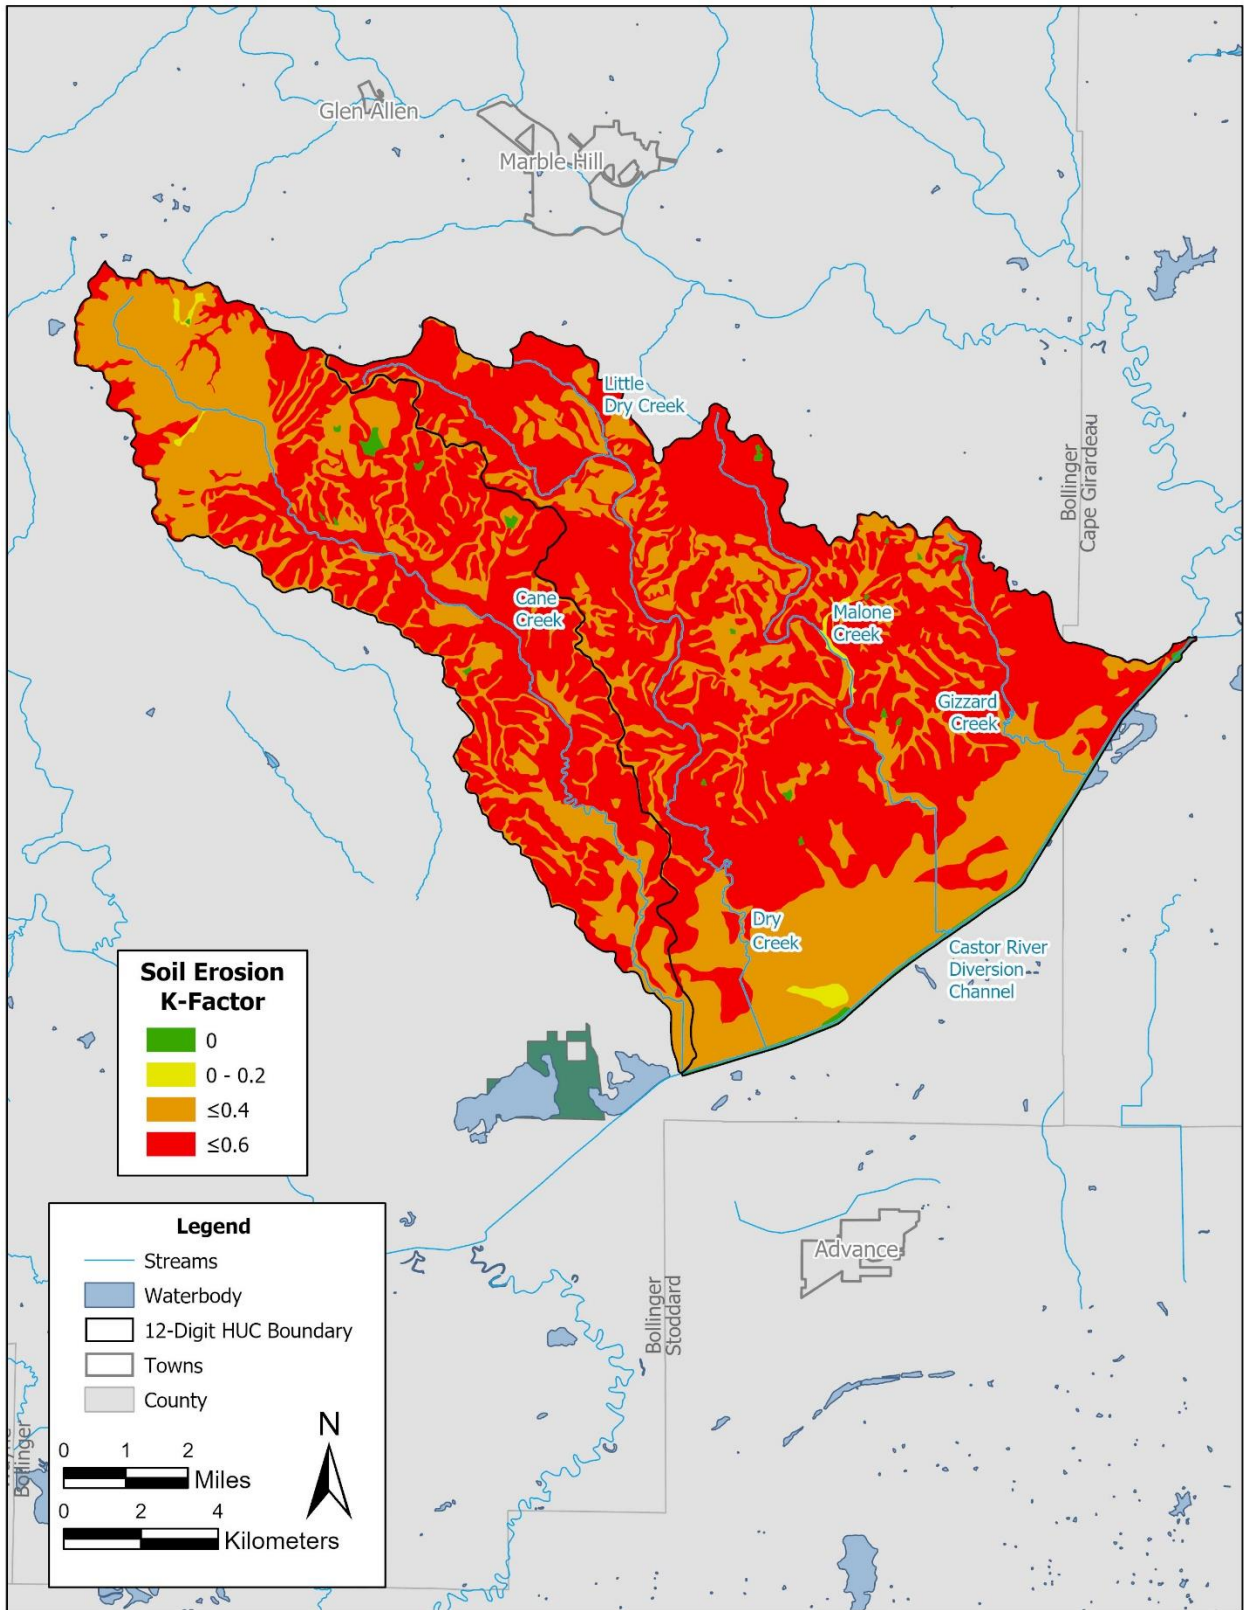 Glen Allen
Marble Hill
Little
Dry Creek
Bollinger
Cape Girardeau
Cane
Creek
Malone
Creek
Gizzard
Creek
Dry
Creek
Castor River
Diversion
Channel
Soil Erosion
K-Factor
0
0 - 0.2
≤0.4
≤0.6
Advance
Bollinger
Stoddard
Legend
Streams
Waterbody
12-Digit HUC Boundary
Towns
County
Bollinger
N
0 1 2
Miles
0 2 4
Kilometers